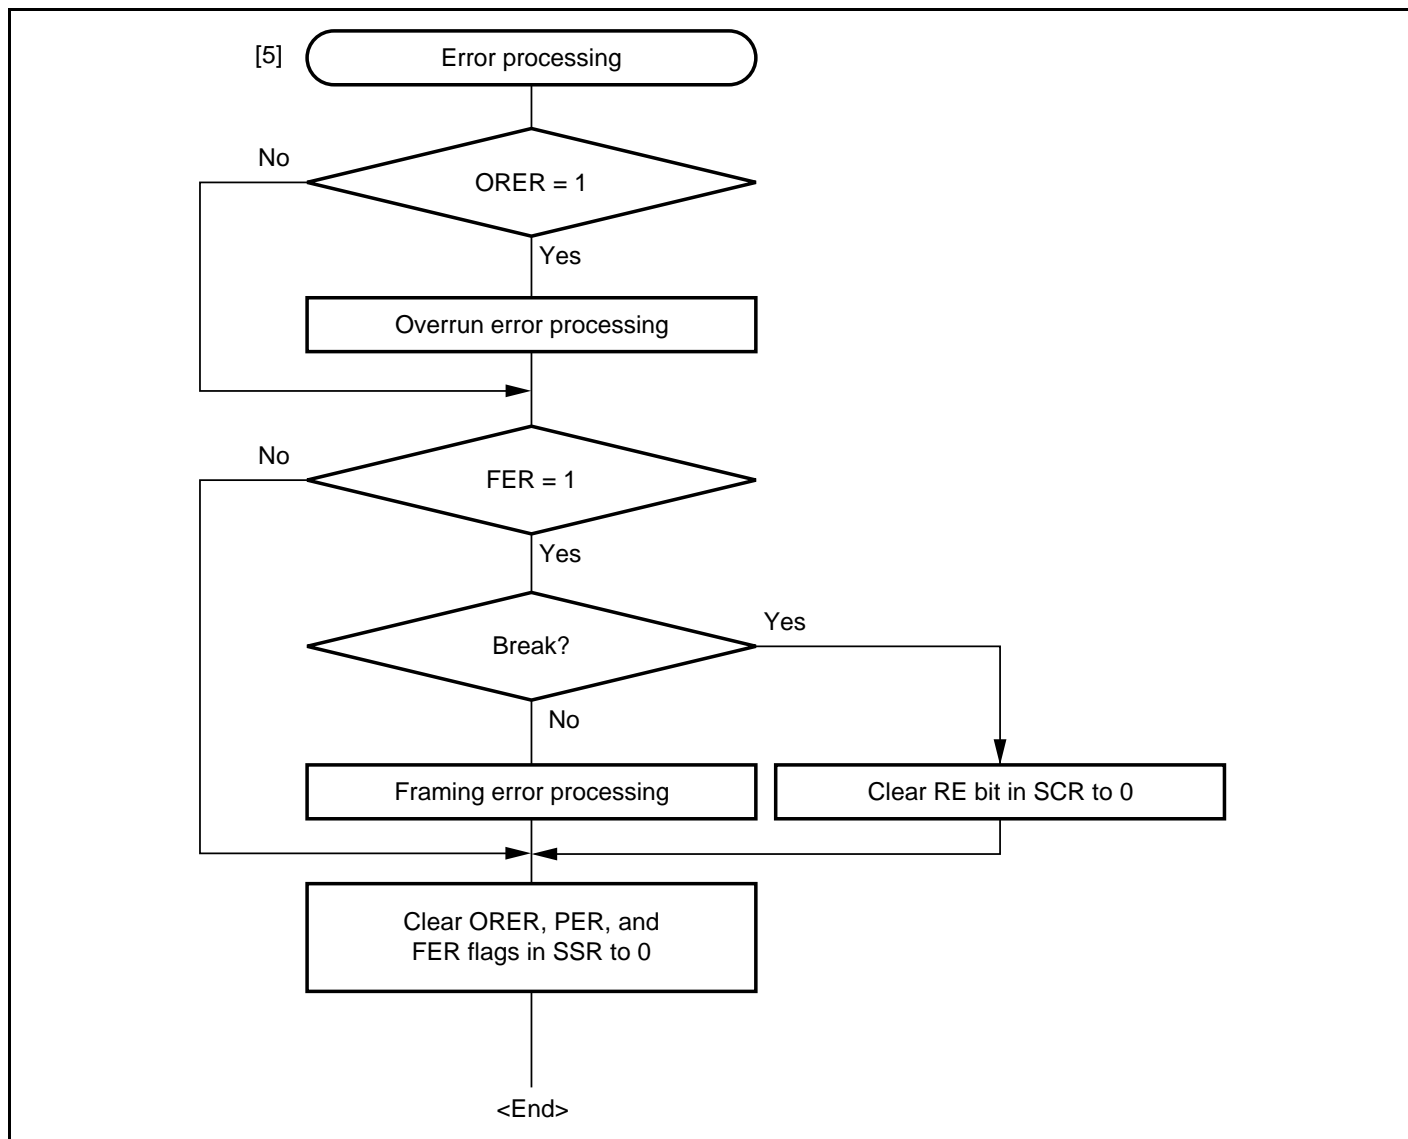 [5]
Error processing
No
ORER = 1
Yes
Overrun error processing
No
FER = 1
Yes
Break?
Yes
No
Framing error processing
Clear RE bit in SCR to 0
Clear ORER, PER, and
FER flags in SSR to 0
<End>